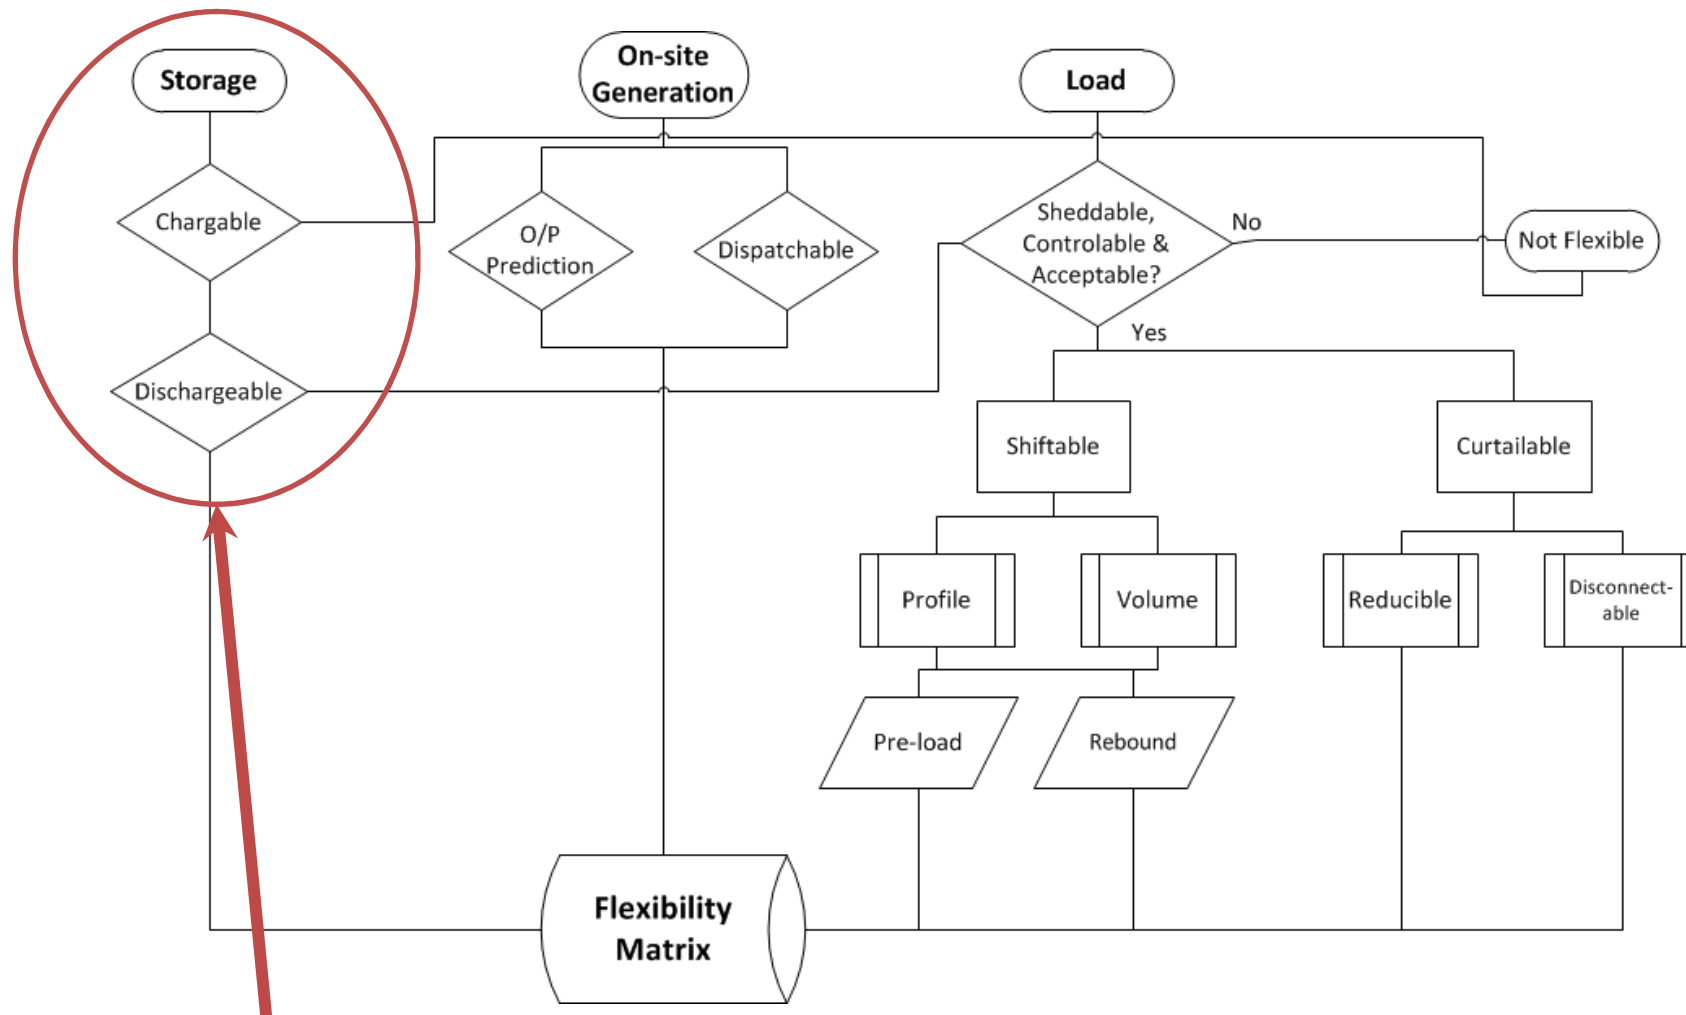 Storage
On-site
Generation
Load
Chargable
O/P
Prediction
Dispatchable
Sheddable,
Controlable &
Acceptable?
No
Not Flexible
Yes
Dischargeable
Shiftable
Curtailable
Profile
Volume
Reducible
Disconnect-
able
Pre-load
Rebound
Flexibility
Matrix